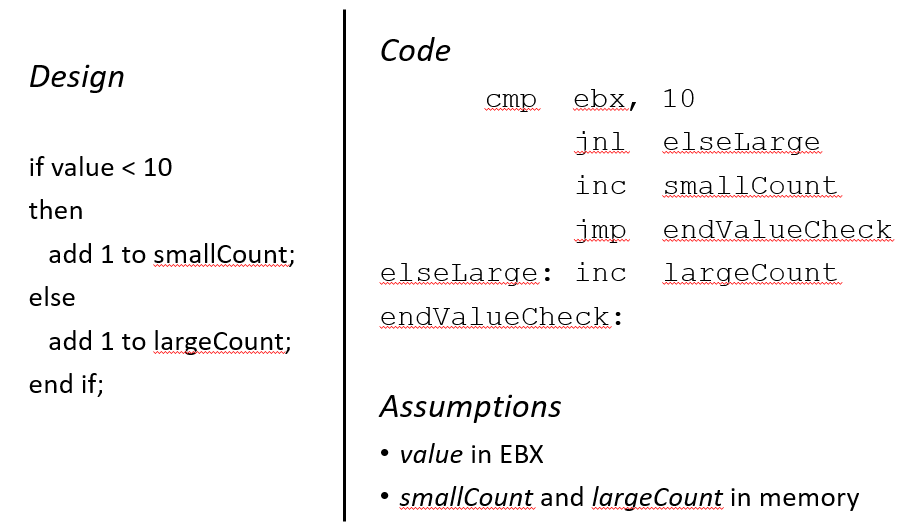 Design
if value < 10
then
add 1 to smallCount;
else
add 1 to largeCount;
end if;
Code
cmp ebx, 10
jnl elseLarge
inc smallCount
jmp endValueCheck
elseLarge: inc largeCount
endValueCheck:
Assumptions
• value in EBX
• smallCount and largeCount in memory